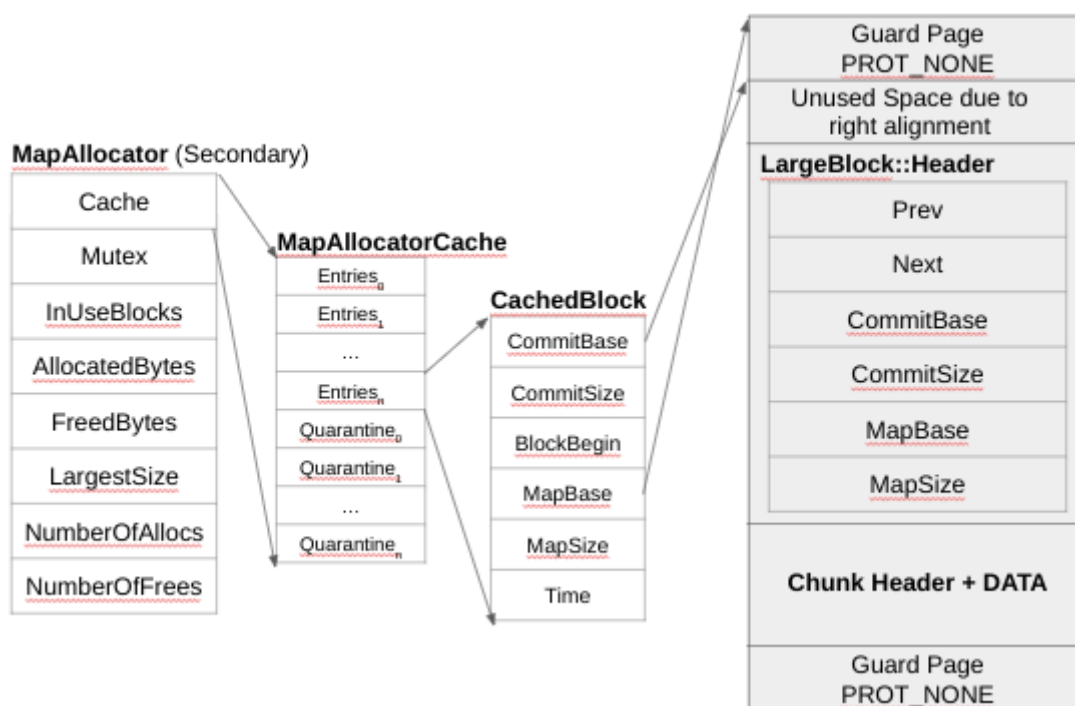 MapAllocator (Secondary)
Cache
Mutex
InUseBlocks
AllocatedBytes
FreedBytes
LargestSize
NumberOfAllocs
NumberOfFrees
MapAllocatorCache
Entries0
Entries1
...
Entriesn
Quarantine0
Quarantine1
...
Quarantinen
CachedBlock
CommitBase
CommitSize
BlockBegin
MapBase
MapSize
Time
Guard Page
PROT_NONE
Unused Space due to
right alignment
LargeBlock::Header
Prev
Next
CommitBase
CommitSize
MapBase
MapSize
Chunk Header + DATA
Guard Page
PROT_NONE